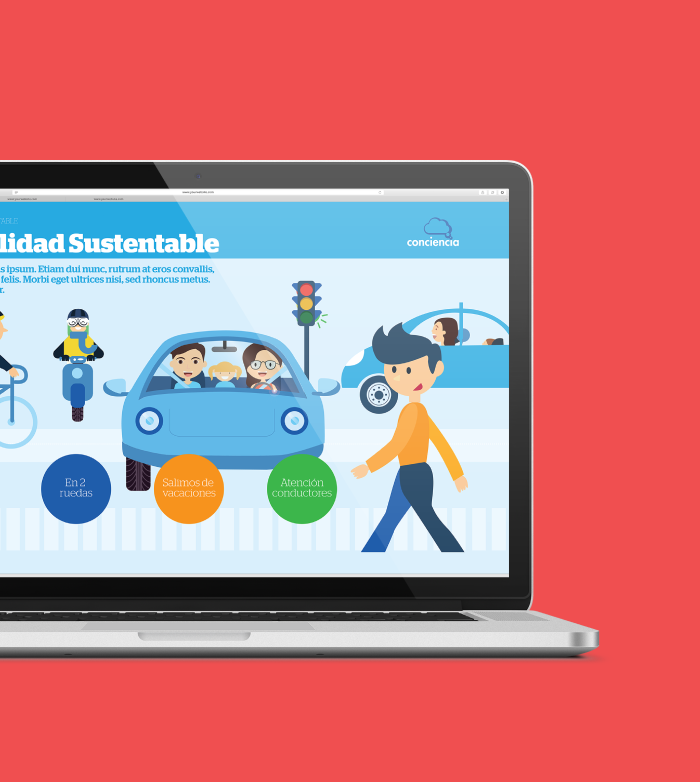 TABLE
lidad Sustentable
conciencia
s ipsum. Etiam dui nunc, rutrum at eros convallis,
felis. Morbi eget ultrices nisi, sed rhoncus metus.
r.
En 2
ruedas
Salimos de
vacaciones
Atención
conductores